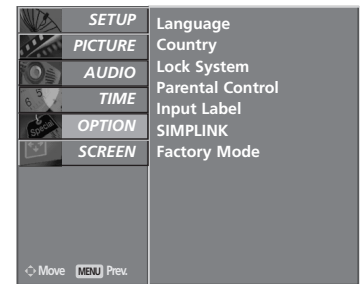 SETUP
PICTURE
AUDIO
TIME
OPTION
SCREEN
Language
Country
Lock System
Parental Control
Input Label
SIMPLINK
Factory Mode
Special
Move MENU Prev.